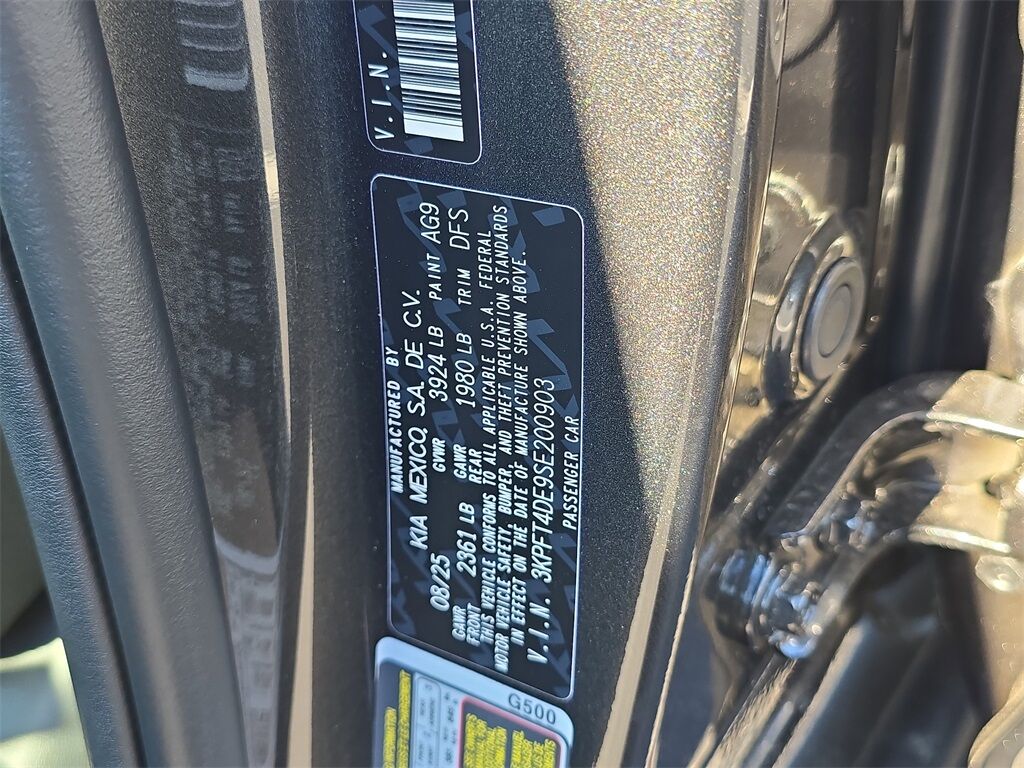 V.I.N.
MANUFACTURED BY
08/25 KIA MEXICO, S.A. DE C.V.
GVWR 3924 LB PAINT AG9
GAWR FRONT 2361 LB GAWR REAR 1980 LB TRIM DFS
THIS VEHICLE CONFORMS TO ALL APPLICABLE U.S.A. FEDERAL
MOTOR VEHICLE SAFETY, BUMPER, AND THEFT PREVENTION STANDARDS
IN EFFECT ON THE DATE OF MANUFACTURE SHOWN ABOVE.
V.I.N. 3KPFT4DE9SE200903
PASSENGER CAR
G500